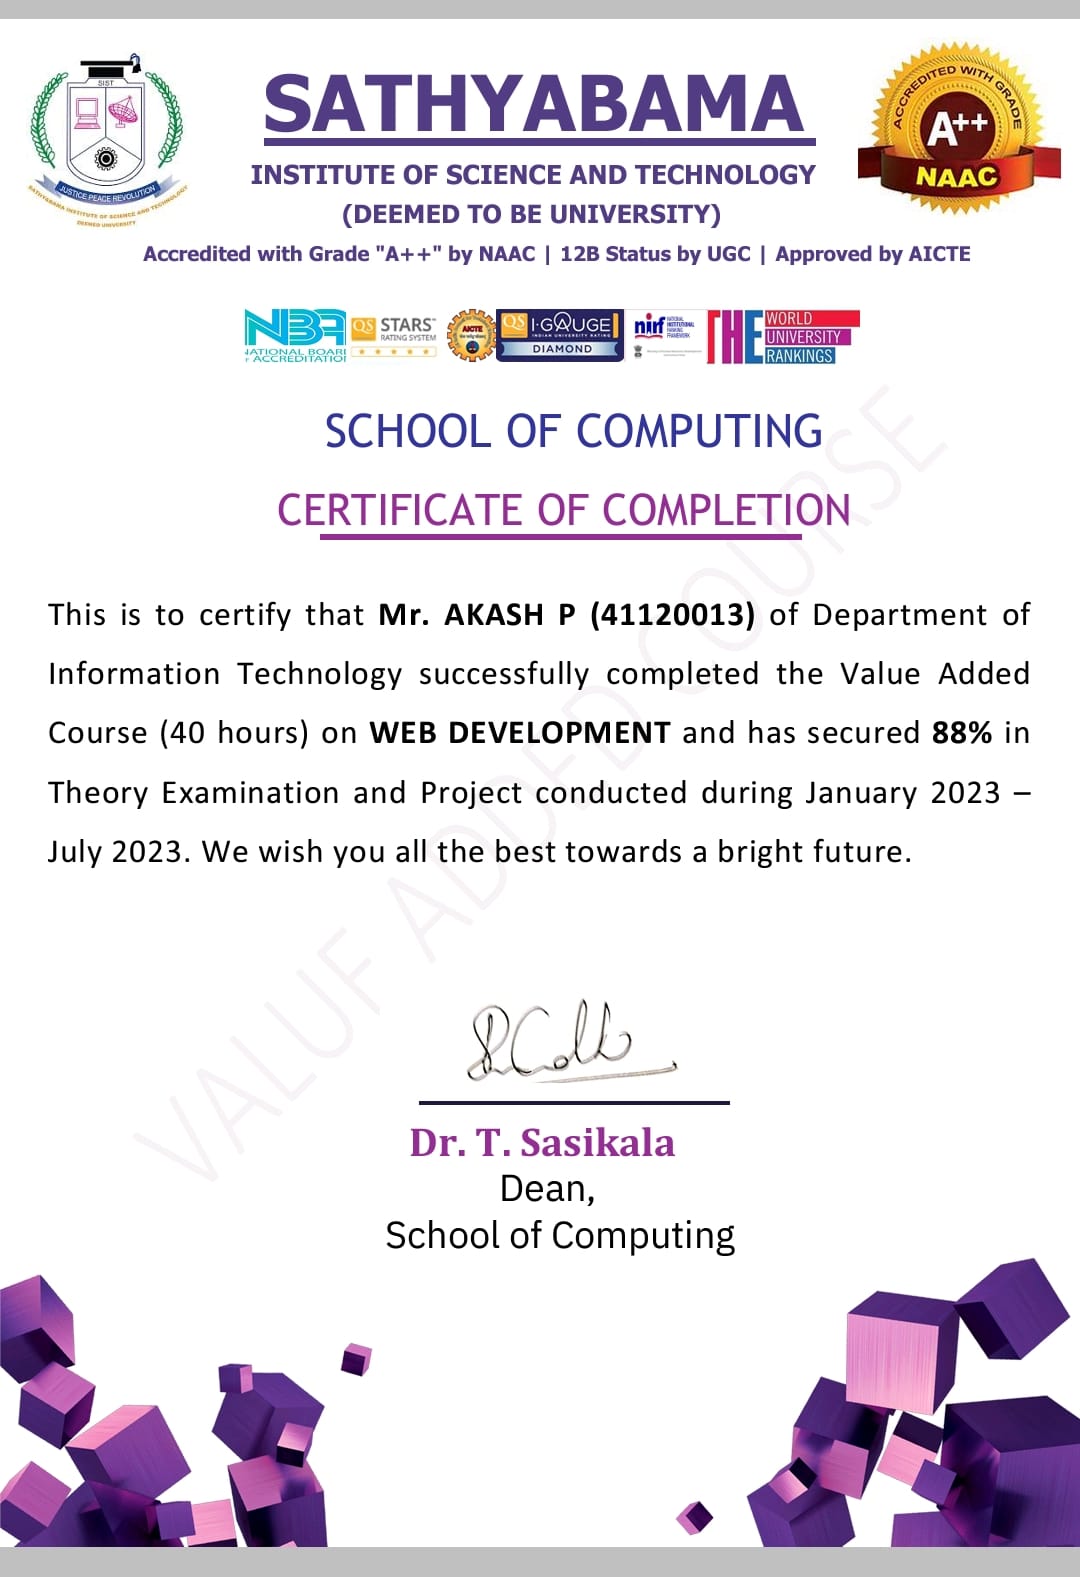 SIST
JUSTICE PEACE REVOLUTION
SATHYABAMA INSTITUTE OF SCIENCE AND TECHNOLOGY
DEEMED UNIVERSITY
SATHYABAMA
INSTITUTE OF SCIENCE AND TECHNOLOGY
(DEEMED TO BE UNIVERSITY)
Accredited with Grade "A++" by NAAC | 12B Status by UGC | Approved by AICTE
ACCREDITED WITH GRADE
A++
NAAC
NBA
NATIONAL BOARD
OF ACCREDITATION
QS STARS™
RATING SYSTEM
AICTE
QS I·GAUGE
INDIAN UNIVERSITY RATING
DIAMOND
nirf
NATIONAL
INSTITUTIONAL
RANKING
FRAMEWORK
THE WORLD
UNIVERSITY
RANKINGS
SCHOOL OF COMPUTING
CERTIFICATE OF COMPLETION
This is to certify that Mr. AKASH P (41120013) of Department of
Information Technology successfully completed the Value Added
Course (40 hours) on WEB DEVELOPMENT and has secured 88% in
Theory Examination and Project conducted during January 2023 –
July 2023. We wish you all the best towards a bright future.
VALUE ADDED COURSE
Dr. T. Sasikala
Dean,
School of Computing